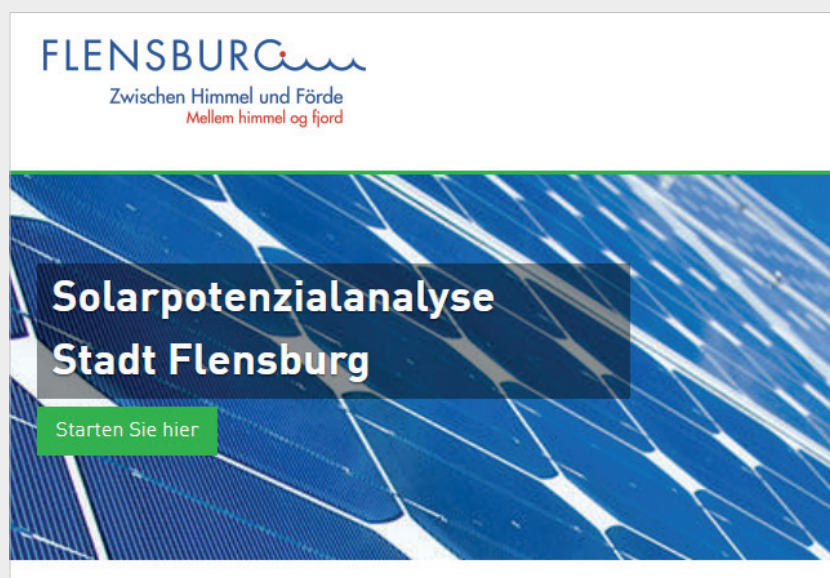 FLENSBURG
Zwischen Himmel und Förde
Mellem himmel og fjord
Solarpotenzialanalyse
Stadt Flensburg
Starten Sie hier